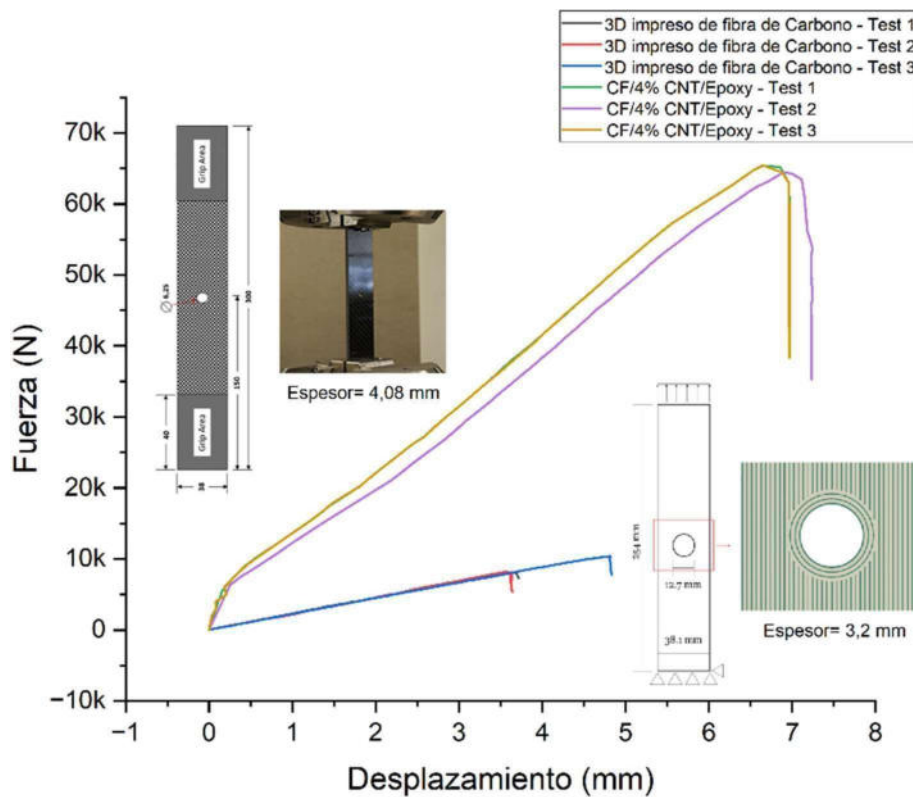 3D impreso de fibra de Carbono - Test 1
3D impreso de fibra de Carbono - Test 2
3D impreso de fibra de Carbono - Test 3
CF/4% CNT/Epoxy - Test 1
CF/4% CNT/Epoxy - Test 2
CF/4% CNT/Epoxy - Test 3
70k
60k
50k
40k
30k
20k
10k
0
−10k
Fuerza (N)
Grip Area
Ø 6,25
300
150
40
Grip Area
38
Espesor= 4,08 mm
254 mm
12.7 mm
38.1 mm
Espesor= 3,2 mm
−1
0
1
2
3
4
5
6
7
8
Desplazamiento (mm)